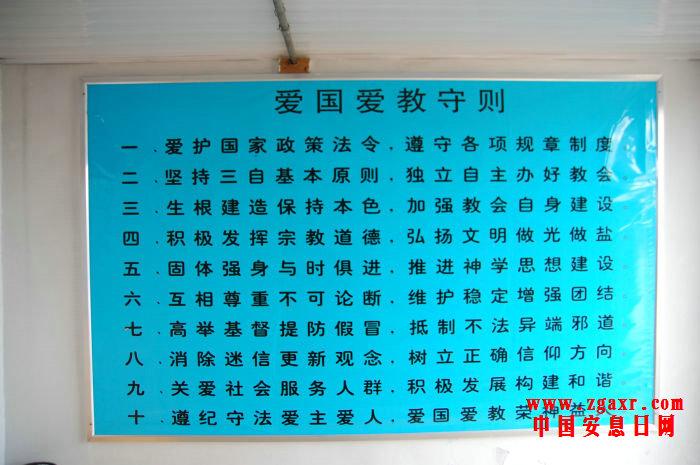 爱国爱教守则
一、爱护国家政策法令，遵守各项规章制度
二、坚持三自基本原则，独立自主办好教会
三、生根建造保持本色，加强教会自身建设
四、积极发挥宗教道德，弘扬文明做光做盐
五、固体强身与时俱进，推进神学思想建设
六、互相尊重不可论断，维护稳定增强团结
七、高举基督提防假冒，抵制不法异端邪道
八、消除迷信更新观念，树立正确信仰方向
九、关爱社会服务人群，积极发展构建和谐
十、遵纪守法爱主爱人，爱国爱教荣神益
www.zgaxr.com
中国安息日网